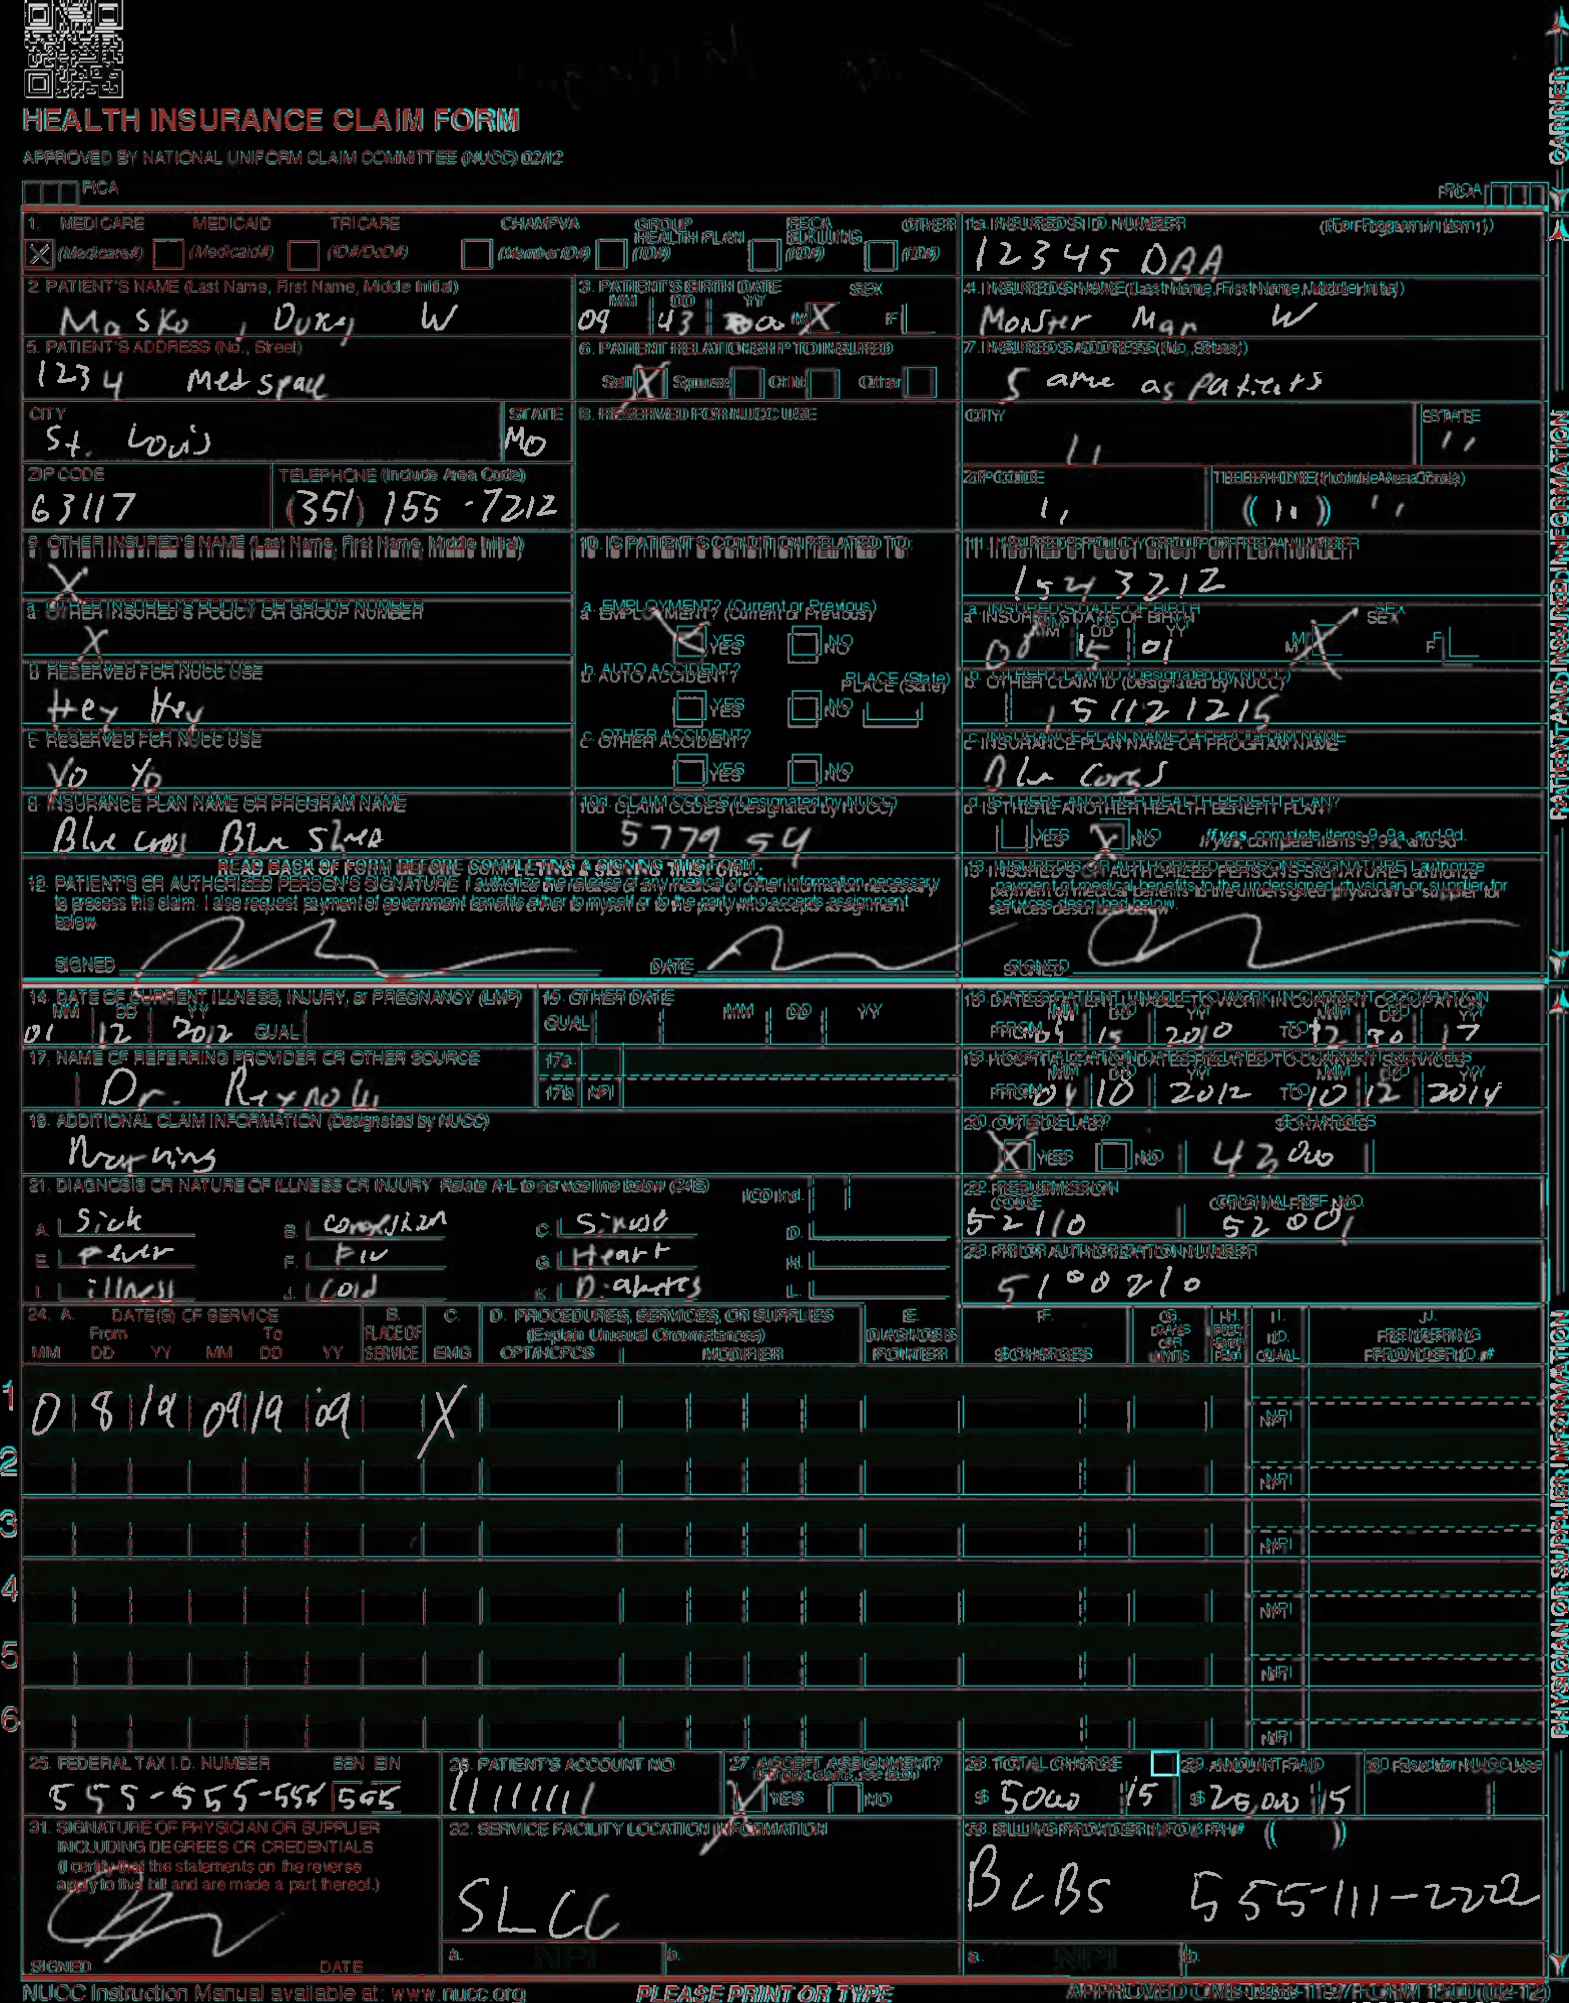 HEALTH INSURANCE CLAIM FORM
APPROVED BY NATIONAL UNIFORM CLAIM COMMITTEE (NUCC) 02/12
PICA PICA
CARRIER
1. MEDICARE MEDICAID TRICARE CHAMPVA GROUP HEALTH PLAN FECA BLK LUNG OTHER 1a. INSURED'S I.D. NUMBER (For Program in Item 1)
X (Medicare#) (Medicaid#) (ID#/DoD#) (Member ID#) (ID#) (ID#) (ID#) 12345 DAA
2. PATIENT'S NAME (Last Name, First Name, Middle Initial) 3. PATIENT'S BIRTH DATE SEX 4. INSURED'S NAME (Last Name, First Name, Middle Initial)
MM DD YY
Masko, Duke, W 09 43 M X F Monster Man W
5. PATIENT'S ADDRESS (No., Street) 6. PATIENT RELATIONSHIP TO INSURED 7. INSURED'S ADDRESS (No., Street)
1234 Self X Spouse Child Other Same as patients
CITY STATE 8. RESERVED FOR NUCC USE CITY STATE
St. Louis MO
ZIP CODE TELEPHONE (Include Area Code) ZIP CODE TELEPHONE (Include Area Code)
63117 (351) 155-7212
9. OTHER INSURED'S NAME (Last Name, First Name, Middle Initial) 10. IS PATIENT'S CONDITION RELATED TO: 11. INSURED'S POLICY GROUP OR FECA NUMBER
X 1543212
a. OTHER INSURED'S POLICY OR GROUP NUMBER a. EMPLOYMENT? (Current or Previous) a. INSURED'S DATE OF BIRTH SEX
MM DD YY
X YES NO 15 01 M X F
b. RESERVED FOR NUCC USE b. AUTO ACCIDENT? PLACE (State) b. OTHER CLAIM ID (Designated by NUCC)
Hey Hey YES NO 151121215
c. RESERVED FOR NUCC USE c. OTHER ACCIDENT? c. INSURANCE PLAN NAME OR PROGRAM NAME
Yo Yo YES NO
d. INSURANCE PLAN NAME OR PROGRAM NAME 10d. CLAIM CODES (Designated by NUCC) d. IS THERE ANOTHER HEALTH BENEFIT PLAN?
Blue cross Blue 5779 54 YES X NO If yes, complete items 9, 9a, and 9d.
READ BACK OF FORM BEFORE COMPLETING & SIGNING THIS FORM.
12. PATIENT'S OR AUTHORIZED PERSON'S SIGNATURE I authorize the release of any medical or other information necessary
to process this claim. I also request payment of government benefits either to myself or to the party who accepts assignment
below.
13. INSURED'S OR AUTHORIZED PERSON'S SIGNATURE I authorize
payment of medical benefits to the undersigned physician or supplier for
services described below.
SIGNED DATE SIGNED
PATIENT AND INSURED INFORMATION
14. DATE OF CURRENT ILLNESS, INJURY, or PREGNANCY (LMP) 15. OTHER DATE 16. DATES PATIENT UNABLE TO WORK IN CURRENT OCCUPATION
MM DD YY MM DD YY MM DD YY MM DD YY
01 12 2012 QUAL. QUAL. FROM 15 2010 TO 12 30 17
17. NAME OF REFERRING PROVIDER OR OTHER SOURCE 17a. 18. HOSPITALIZATION DATES RELATED TO CURRENT SERVICES
MM DD YY MM DD YY
Dr. 17b. NPI FROM 10 2012 TO 10 12 2014
19. ADDITIONAL CLAIM INFORMATION (Designated by NUCC) 20. OUTSIDE LAB? $ CHARGES
X YES NO
21. DIAGNOSIS OR NATURE OF ILLNESS OR INJURY Relate A-L to service line below (24E) ICD Ind. 22. RESUBMISSION CODE ORIGINAL REF. NO.
A. Sick B. C. D. 52110 52001
E. Fever F. G. Heart H. 23. PRIOR AUTHORIZATION NUMBER
I. illness J. Cold K. Diabetes L. 5100210
24. A. DATE(S) OF SERVICE B. C. D. PROCEDURES, SERVICES, OR SUPPLIES E. F. G. H. I. J.
From To PLACE OF (Explain Unusual Circumstances) DIAGNOSIS DAYS OR ID. RENDERING
MM DD YY MM DD YY SERVICE EMG CPT/HCPCS MODIFIER POINTER $ CHARGES UNITS QUAL. PROVIDER ID. #
1 0 8 19 09 19 09 X NPI
2 NPI
3 NPI
4 NPI
5 NPI
6 NPI
25. FEDERAL TAX I.D. NUMBER SSN EIN 26. PATIENT'S ACCOUNT NO. 27. ACCEPT ASSIGNMENT? 28. TOTAL CHARGE 29. AMOUNT PAID 30. Rsvd for NUCC Use
(For govt. claims, see back)
555-555-555 11111111 X YES NO $ 5000 15 $ 25,000 15
31. SIGNATURE OF PHYSICIAN OR SUPPLIER 32. SERVICE FACILITY LOCATION INFORMATION 33. BILLING PROVIDER INFO & PH # ( )
INCLUDING DEGREES OR CREDENTIALS
(I certify that the statements on the reverse
apply to this bill and are made a part thereof.)
SLCC BCBS 555-111-2222
SIGNED DATE a. NPI b. a. NPI b.
PHYSICIAN OR SUPPLIER INFORMATION
NUCC Instruction Manual available at: www.nucc.org PLEASE PRINT OR TYPE APPROVED OMB-0938-1197 FORM 1500 (02-12)